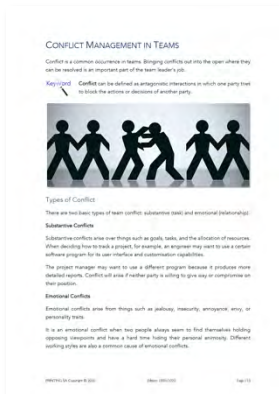 CONFLICT MANAGEMENT IN TEAMS
Conflict is a common occurrence in teams. Bringing conflicts out into the open where they
can be resolved is an important part of the team leader's job.
Keyword
Conflict can be defined as antagonistic interactions in which one party tries
to block the actions or decisions of another party.
Types of Conflict
There are two basic types of team conflict: substantive (task) and emotional (relationship).
Substantive Conflicts
Substantive conflicts arise over things such as goals, tasks, and the allocation of resources.
When deciding how to track a project, for example, an engineer may want to use a certain
software program for its user interface and customisation capabilities.
The project manager may want to use a different program because it produces more
detailed reports. Conflict will arise if neither party is willing to give way or compromise on
their position.
Emotional Conflicts
Emotional conflicts arise from things such as jealousy, insecurity, annoyance, envy, or
personality traits.
It is an emotional conflict when two people always seem to find themselves holding
opposing viewpoints and have a hard time hiding their personal animosity. Different
working styles are also a common cause of emotional conflicts.